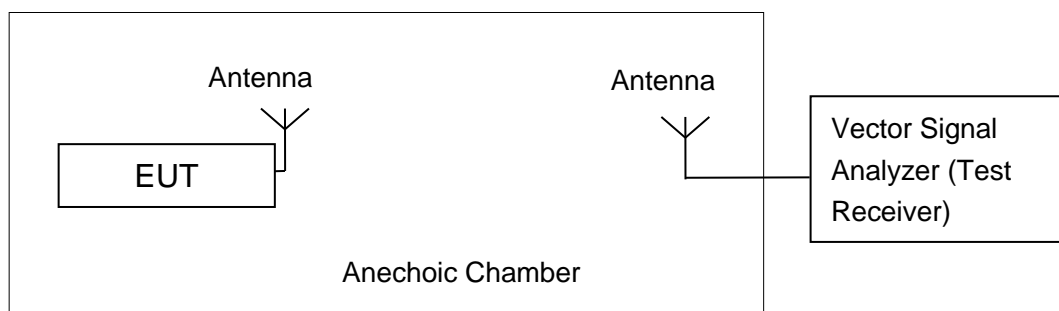 Antenna
Antenna
EUT
Vector Signal
Analyzer (Test
Receiver)
Anechoic Chamber